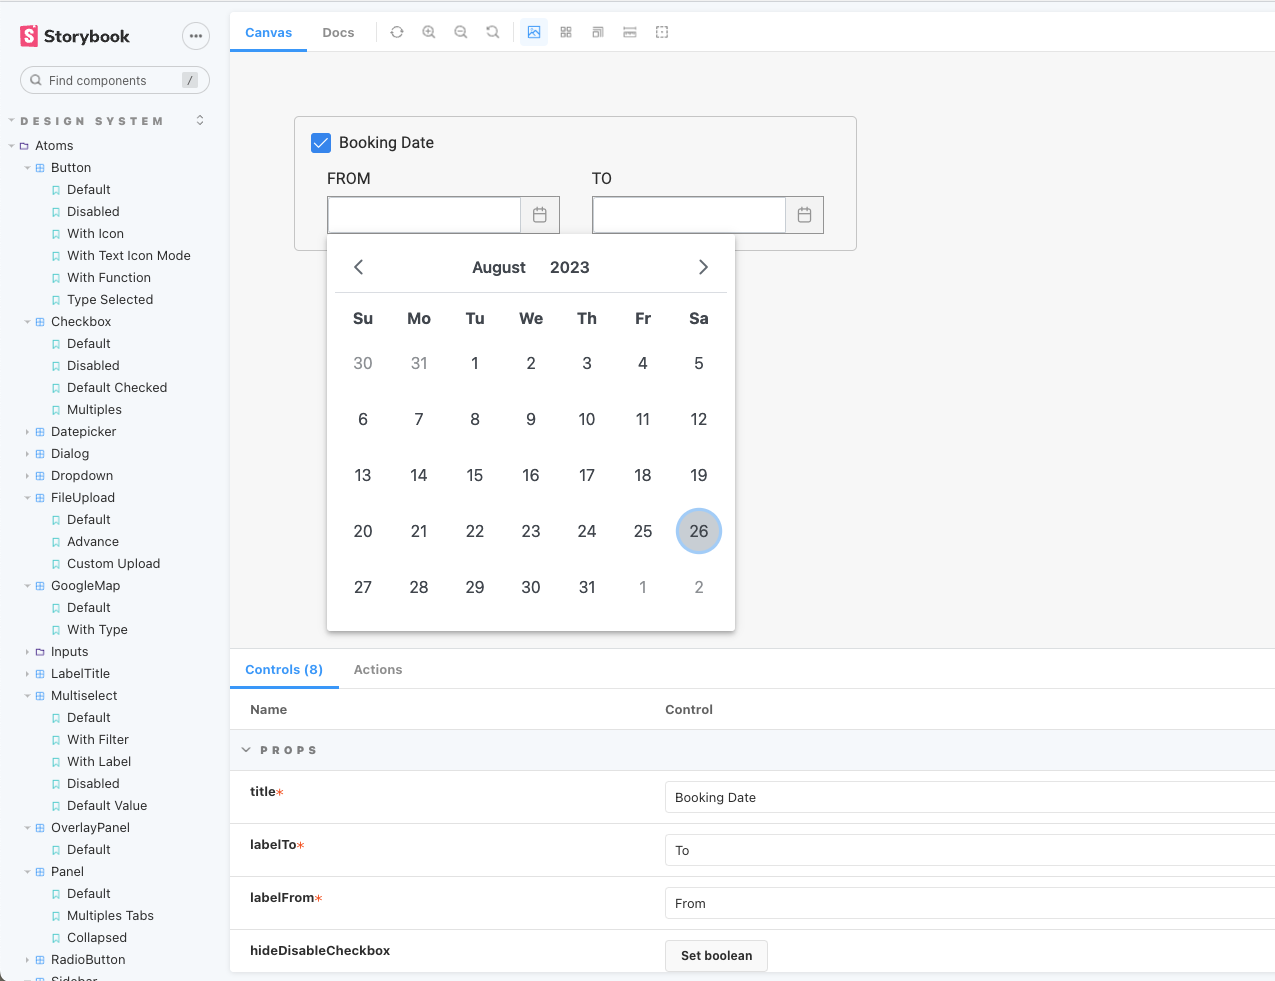 Storybook
Find components /
DESIGN SYSTEM
Atoms
Button
Default
Disabled
With Icon
With Text Icon Mode
With Function
Type Selected
Checkbox
Default
Disabled
Default Checked
Multiples
Datepicker
Dialog
Dropdown
FileUpload
Default
Advance
Custom Upload
GoogleMap
Default
With Type
Inputs
LabelTitle
Multiselect
Default
With Filter
With Label
Disabled
Default Value
OverlayPanel
Default
Panel
Default
Multiples Tabs
Collapsed
RadioButton
Sidebar
Canvas Docs
Booking Date
FROM TO
August 2023
Su Mo Tu We Th Fr Sa
30 31 1 2 3 4 5
6 7 8 9 10 11 12
13 14 15 16 17 18 19
20 21 22 23 24 25 26
27 28 29 30 31 1 2
Controls (8) Actions
Name Control
PROPS
title* Booking Date
labelTo* To
labelFrom* From
hideDisableCheckbox Set boolean